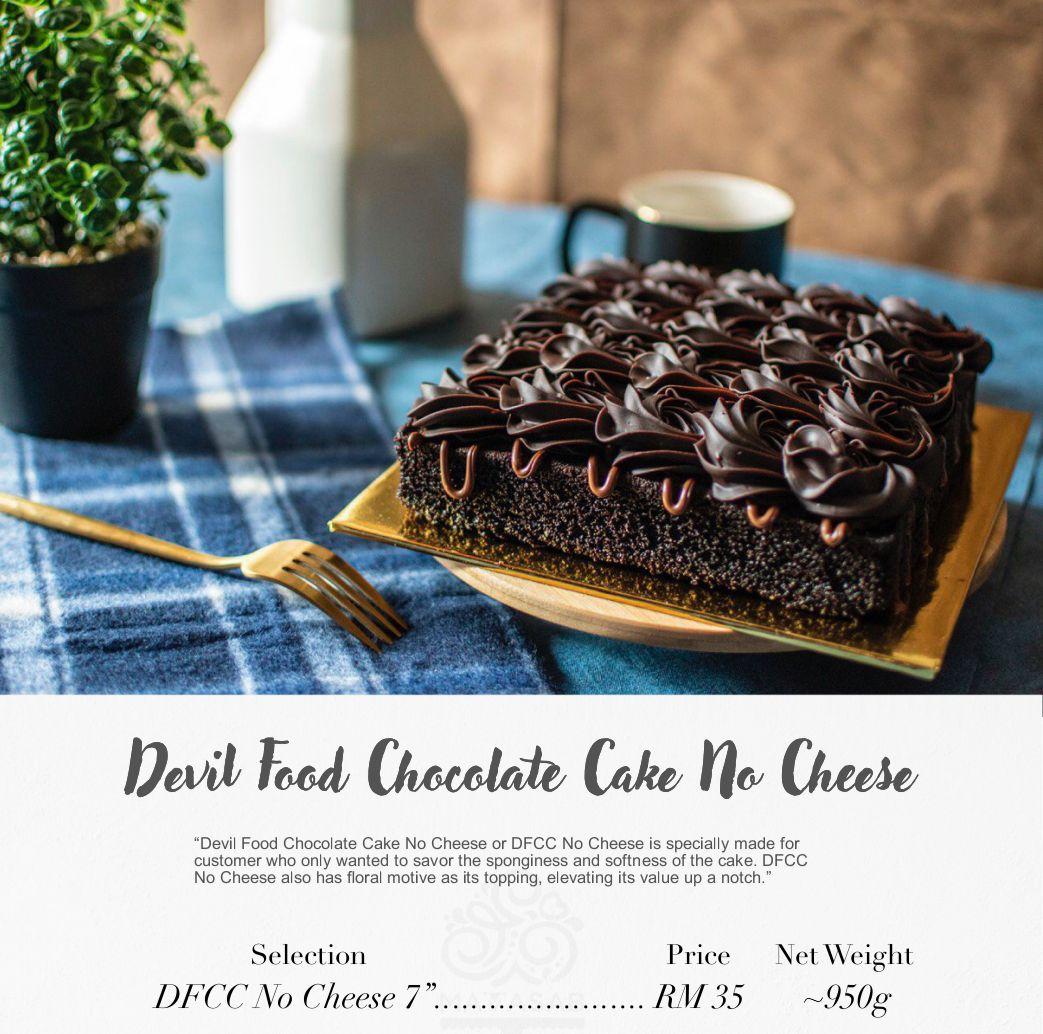 Devil Food Chocolate Cake No Cheese
“Devil Food Chocolate Cake No Cheese or DFCC No Cheese is specially made for
customer who only wanted to savor the sponginess and softness of the cake. DFCC
No Cheese also has floral motive as its topping, elevating its value up a notch.”
Selection Price Net Weight
DFCC No Cheese 7”...................... RM 35 ~950g